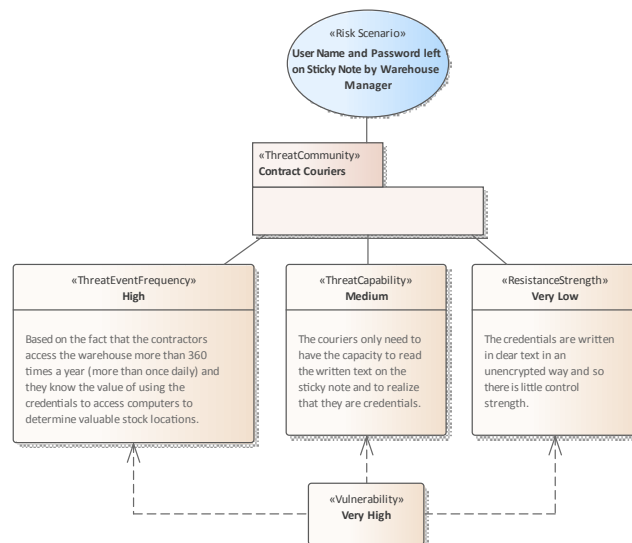 «Risk Scenario»
User Name and Password left
on Sticky Note by Warehouse
Manager
«ThreatCommunity»
Contract Couriers
«ThreatEventFrequency»
High
Based on the fact that the contractors
access the warehouse more than 360
times a year (more than once daily) and
they know the value of using the
credentials to access computers to
determine valuable stock locations.
«ThreatCapability»
Medium
The couriers only need to
have the capacity to read
the written text on the
sticky note and to realize
that they are credentials.
«ResistanceStrength»
Very Low
The credentials are written
in clear text in an
unencrypted way and so
there is little control
strength.
«Vulnerability»
Very High